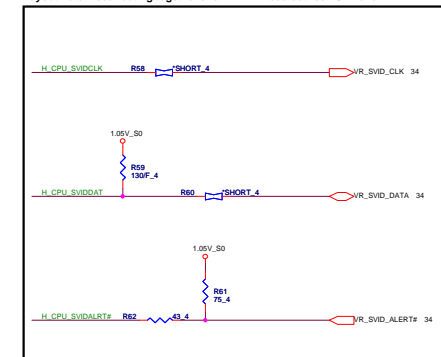 H_CPU_SVIDCLK R58 *SHORT_4 VR_SVID_CLK 34
1.05V_S0
R59
130/F_4
H_CPU_SVIDDAT R60 *SHORT_4 VR_SVID_DATA 34
1.05V_S0
R61
75_4
H_CPU_SVIDALRT# R62 43_4 VR_SVID_ALERT# 34